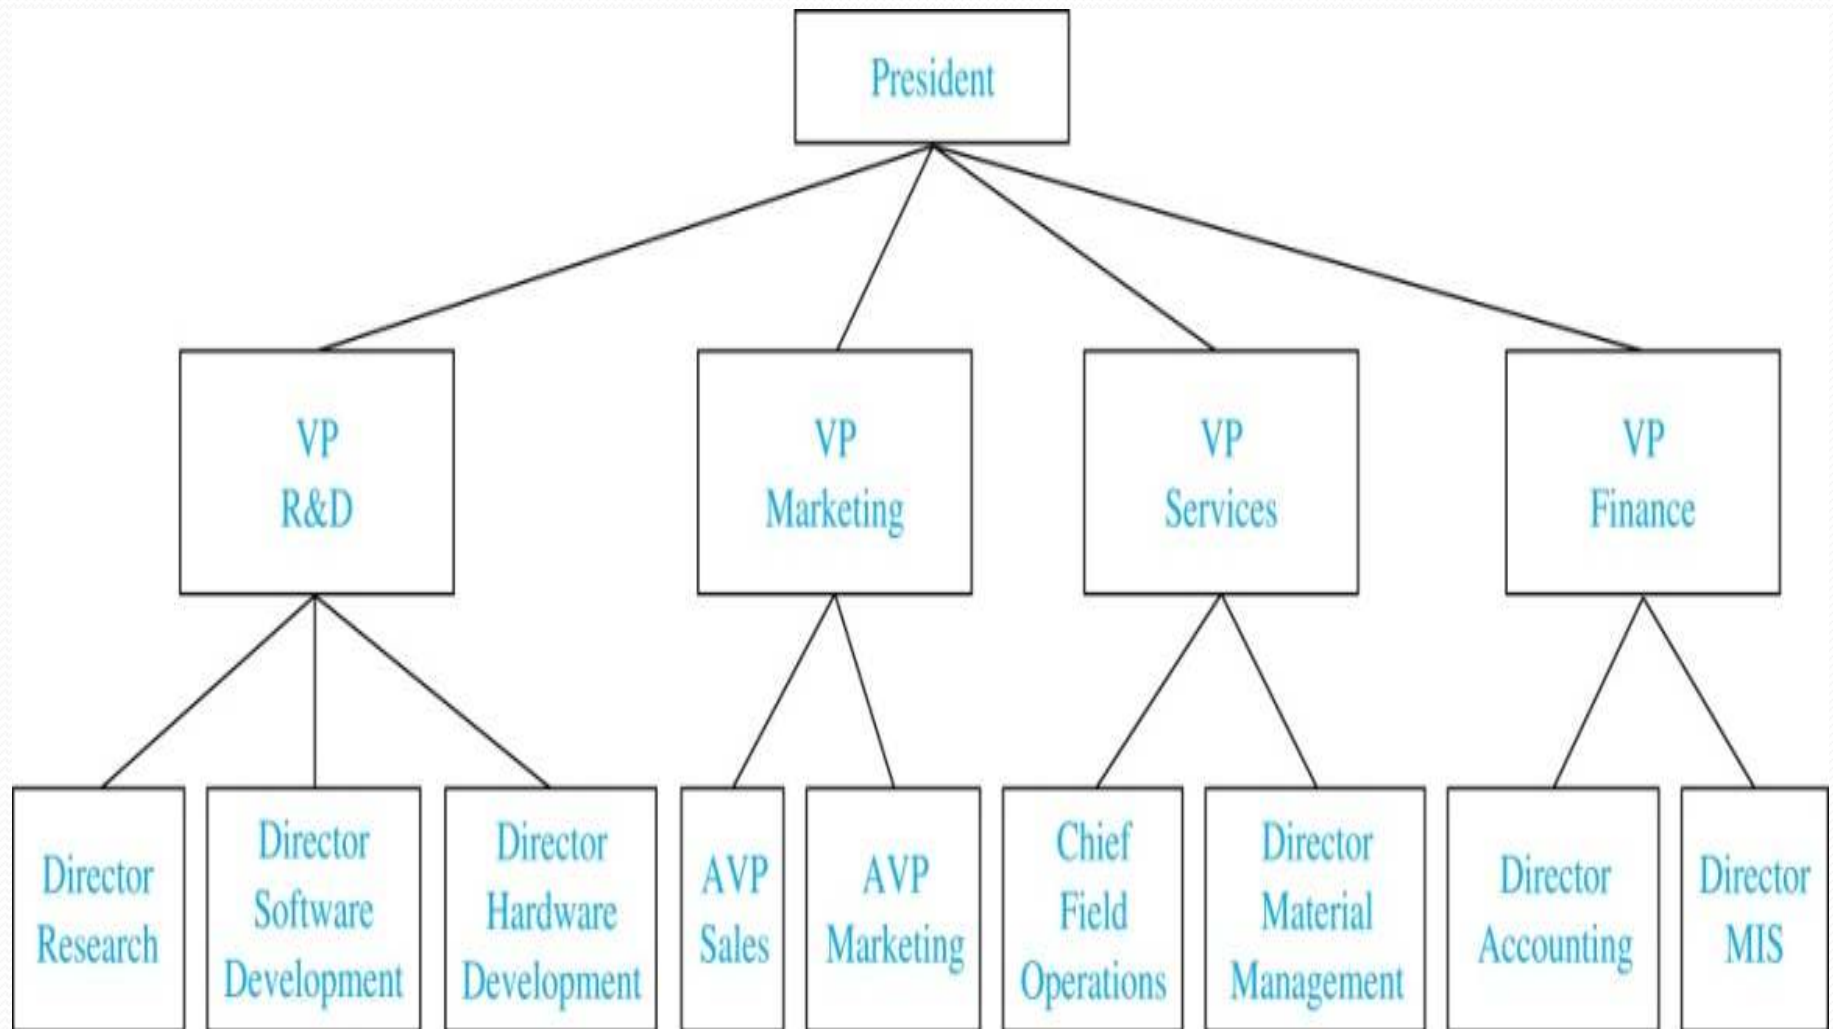 President
VP
R&D
VP
Marketing
VP
Services
VP
Finance
Director
Research
Director
Software
Development
Director
Hardware
Development
AVP
Sales
AVP
Marketing
Chief
Field
Operations
Director
Material
Management
Director
Accounting
Director
MIS